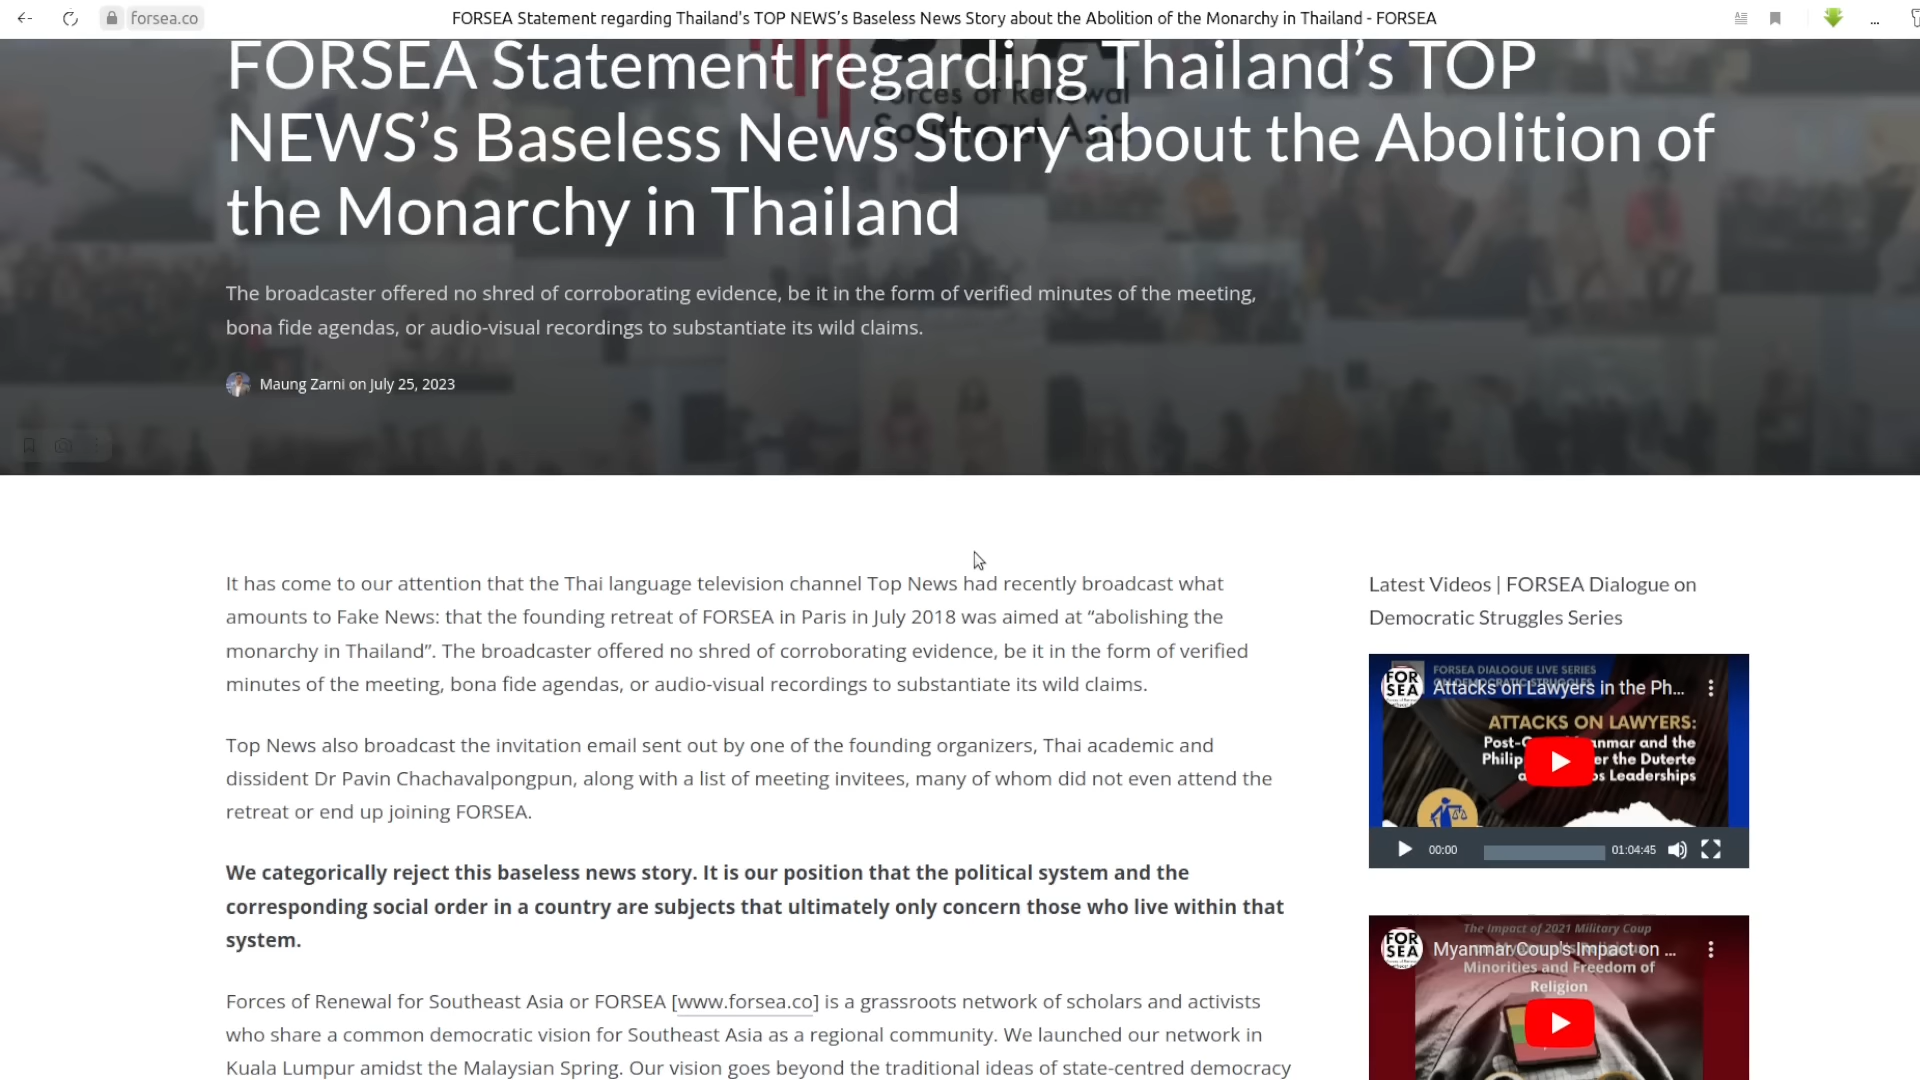 forsea.co
FORSEA Statement regarding Thailand's TOP NEWS’s Baseless News Story about the Abolition of the Monarchy in Thailand - FORSEA
FORSEA Statement regarding Thailand’s TOP
NEWS’s Baseless News Story about the Abolition of
the Monarchy in Thailand
Forces of Renewal
Southeast Asia
The broadcaster offered no shred of corroborating evidence, be it in the form of verified minutes of the meeting,
bona fide agendas, or audio-visual recordings to substantiate its wild claims.
Maung Zarni on July 25, 2023
It has come to our attention that the Thai language television channel Top News had recently broadcast what
amounts to Fake News: that the founding retreat of FORSEA in Paris in July 2018 was aimed at “abolishing the
monarchy in Thailand”. The broadcaster offered no shred of corroborating evidence, be it in the form of verified
minutes of the meeting, bona fide agendas, or audio-visual recordings to substantiate its wild claims.
Top News also broadcast the invitation email sent out by one of the founding organizers, Thai academic and
dissident Dr Pavin Chachavalpongpun, along with a list of meeting invitees, many of whom did not even attend the
retreat or end up joining FORSEA.
We categorically reject this baseless news story. It is our position that the political system and the
corresponding social order in a country are subjects that ultimately only concern those who live within that
system.
Forces of Renewal for Southeast Asia or FORSEA [www.forsea.co] is a grassroots network of scholars and activists
who share a common democratic vision for Southeast Asia as a regional community. We launched our network in
Kuala Lumpur amidst the Malaysian Spring. Our vision goes beyond the traditional ideas of state-centred democracy
Latest Videos | FORSEA Dialogue on
Democratic Struggles Series
FORSEA DIALOGUE LIVE SERIES
ON DEMOCRATIC STRUGGLES
FOR
SEA
Attacks on Lawyers in the Ph...
ATTACKS ON LAWYERS:
and the
the Duterte
Leaderships
00:00
01:04:45
The Impact of 2021 Military Coup
FOR
SEA
Myanmar Coup's Impact on ...
Minorities and Freedom of
Religion